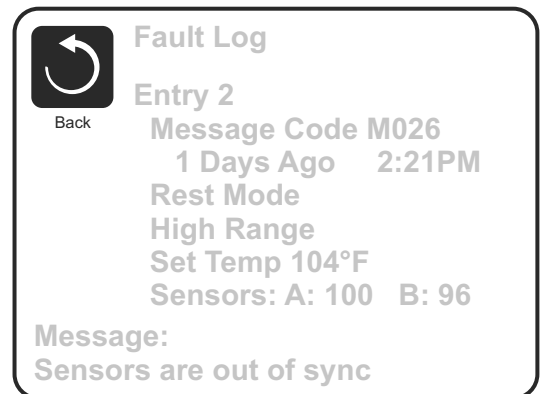 Fault Log
Back
Entry 2
Message Code M026
1 Days Ago 2:21PM
Rest Mode
High Range
Set Temp 104°F
Sensors: A: 100 B: 96
Message:
Sensors are out of sync